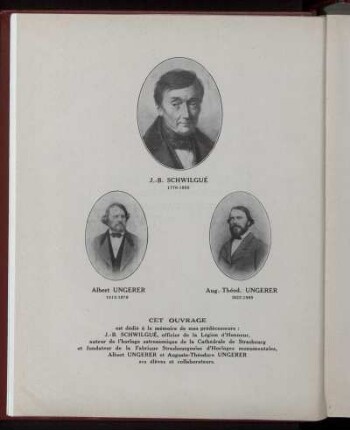 J.-B. SCHWILGUÉ
1776-1856
Albert UNGERER
1813-1879
Aug. Théod. UNGERER
1822-1885
CET OUVRAGE
est dédié à la mémoire de mes prédécesseurs :
J.-B. SCHWILGUÉ, officier de la Légion d'Honneur,
auteur de l'horloge astronomique de la Cathédrale de Strasbourg
et fondateur de la Fabrique Strasbourgeoise d'Horloges monumentales,
Albert UNGERER et Auguste-Théodore UNGERER
ses élèves et collaborateurs.